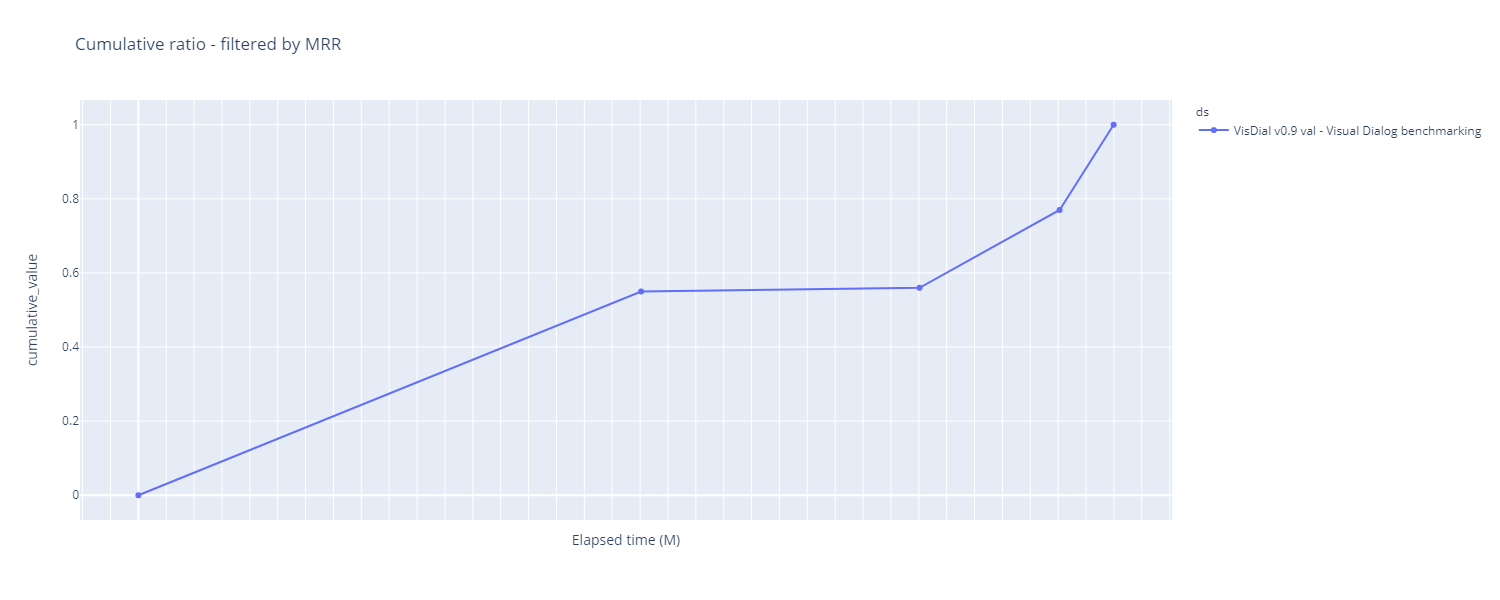 Cumulative ratio - filtered by MRR
ds
VisDial v0.9 val - Visual Dialog benchmarking
1
0.8
0.6
0.4
0.2
0
cumulative_value
Elapsed time (M)